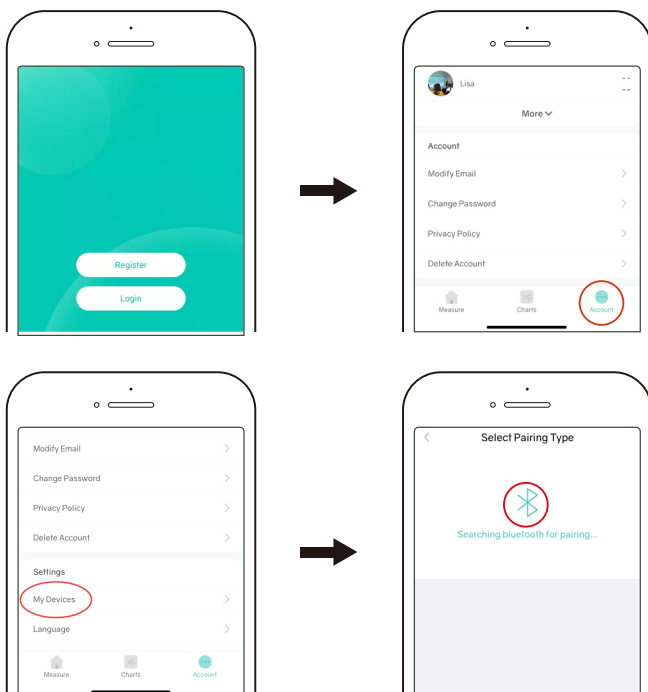 Register
Login
Lisa
--
--
More
Account
Modify Email
Change Password
Privacy Policy
Delete Account
Measure
Charts
Account
Modify Email
Change Password
Privacy Policy
Delete Account
Settings
My Devices
Language
Measure
Charts
Account
Select Pairing Type
Searching bluetooth for pairing...